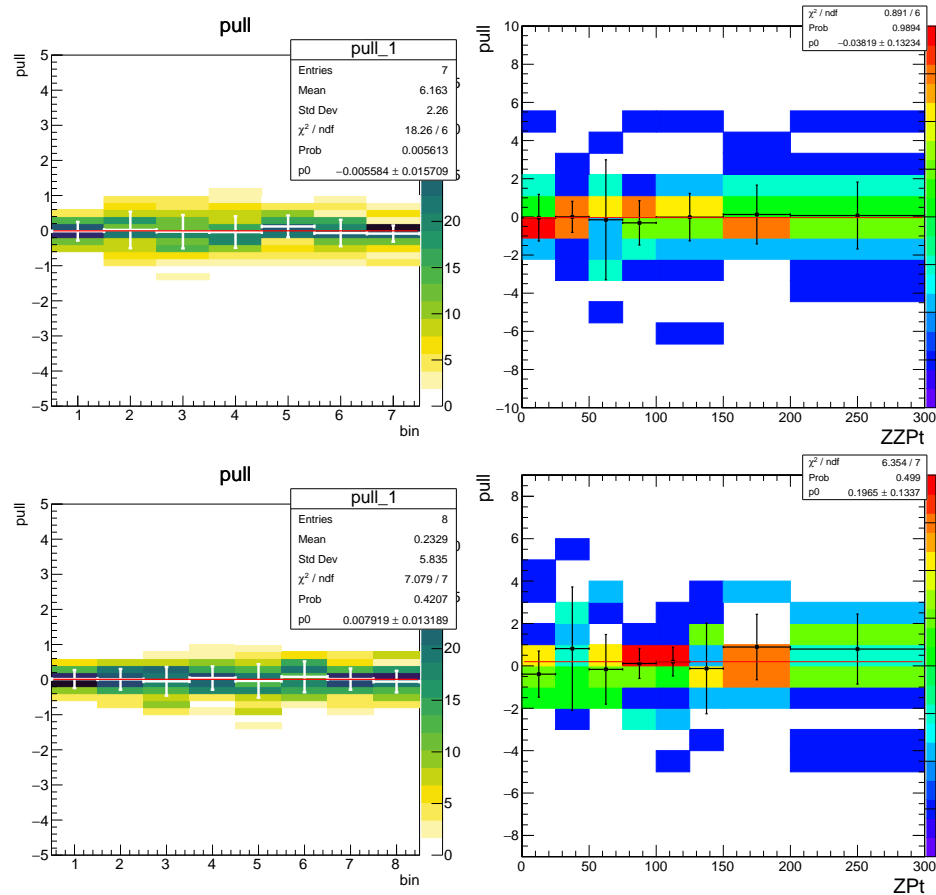 pull
pull_1
Entries 7
Mean 6.163
Std Dev 2.26
χ² / ndf 18.26 / 6
Prob 0.005613
p0 −0.005584 ± 0.015709
pull
5
4
3
2
1
0
−1
−2
−3
−4
−5
1 2 3 4 5 6 7
bin
20
15
10
5
0
χ² / ndf 0.891 / 6
Prob 0.9894
p0 −0.03819 ± 0.13234
pull
10
8
6
4
2
0
−2
−4
−6
−8
−10
0 50 100 150 200 250 300
ZZPt
pull
pull_1
Entries 8
Mean 0.2329
Std Dev 5.835
χ² / ndf 7.079 / 7
Prob 0.4207
p0 0.007919 ± 0.013189
pull
5
4
3
2
1
0
−1
−2
−3
−4
−5
1 2 3 4 5 6 7 8
bin
20
15
10
5
0
χ² / ndf 6.354 / 7
Prob 0.499
p0 0.1965 ± 0.1337
pull
8
6
4
2
0
−2
−4
−6
−8
0 50 100 150 200 250 300
ZPt